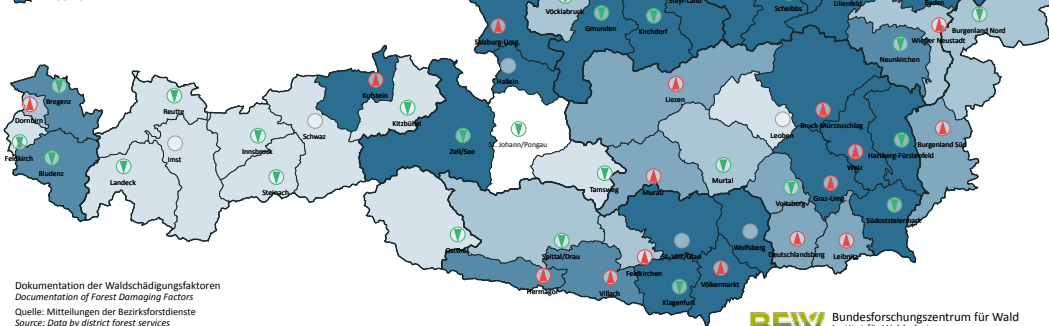 Steyr-Land
Scheibbs
Lilienfeld
Baden
Vöcklabruck
Gmunden
Kirchdorf
Wiener Neustadt
Burgenland Nord
Salzburg-Umg.
Neunkirchen
Hallein
Bregenz
Kufstein
Liezen
Dornbirn
Reutte
Kitzbühel
Leoben
Bruck-Mürzzuschlag
Feldkirch
Imst
Innsbruck
Schwaz
Zell/See
St. Johann/Pongau
Hartberg-Fürstenfeld
Burgenland Süd
Bludenz
Landeck
Steinach
Tamsweg
Murau
Murtal
Weiz
Voitsberg
Graz-Umg.
Südoststeiermark
Osttirol
Spittal/Drau
Feldkirchen
St. Veit/Glan
Wolfsberg
Deutschlandsberg
Leibnitz
Hermagor
Villach
Klagenfurt
Völkermarkt
Dokumentation der Waldschädigungsfaktoren
Documentation of Forest Damaging Factors
Quelle: Mitteilungen der Bezirksforstdienste
Source: Data by district forest services
BFW
Bundesforschungszentrum für Wald